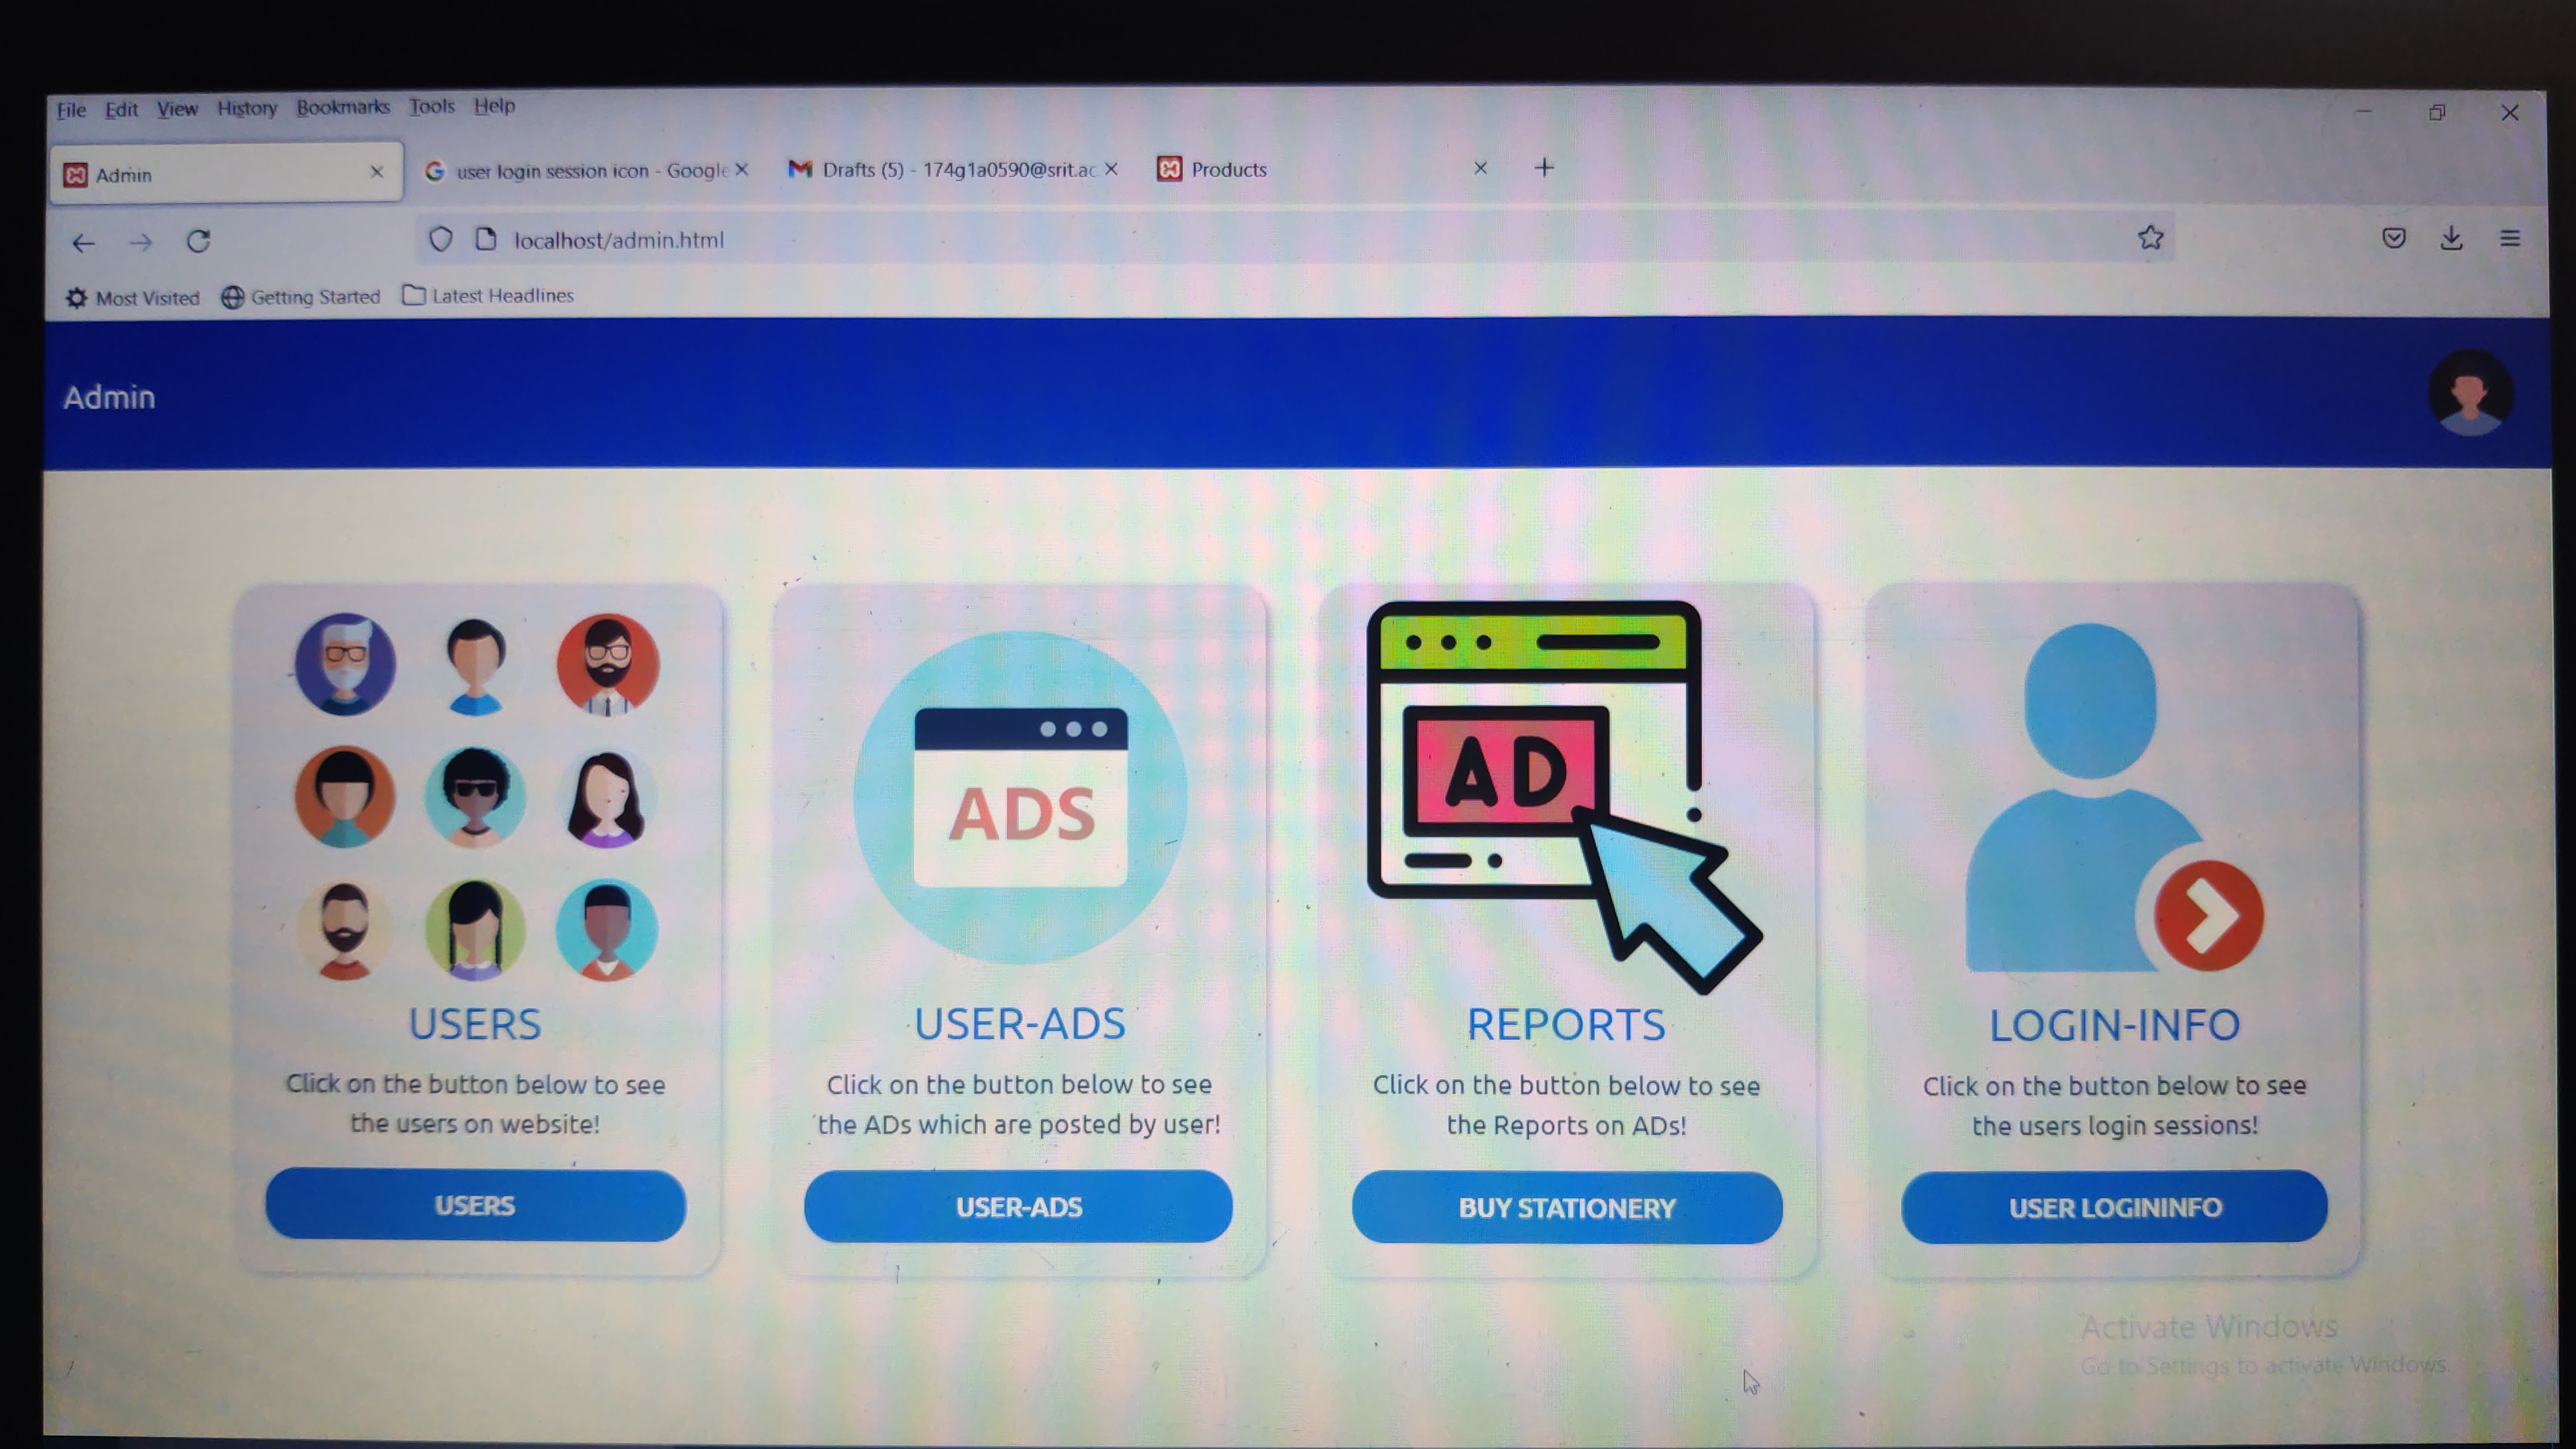 File Edit View History Bookmarks Tools Help
Admin
user login session icon - Google
Drafts (5) - 174g1a0590@srit.ac
Products
localhost/admin.html
Most Visited Getting Started Latest Headlines
Admin
ADS
AD
USERS
Click on the button below to see
the users on website!
USERS
USER-ADS
Click on the button below to see
the ADs which are posted by user!
USER-ADS
REPORTS
Click on the button below to see
the Reports on ADs!
BUY STATIONERY
LOGIN-INFO
Click on the button below to see
the users login sessions!
USER LOGININFO
Activate Windows
Go to Settings to activate Windows.